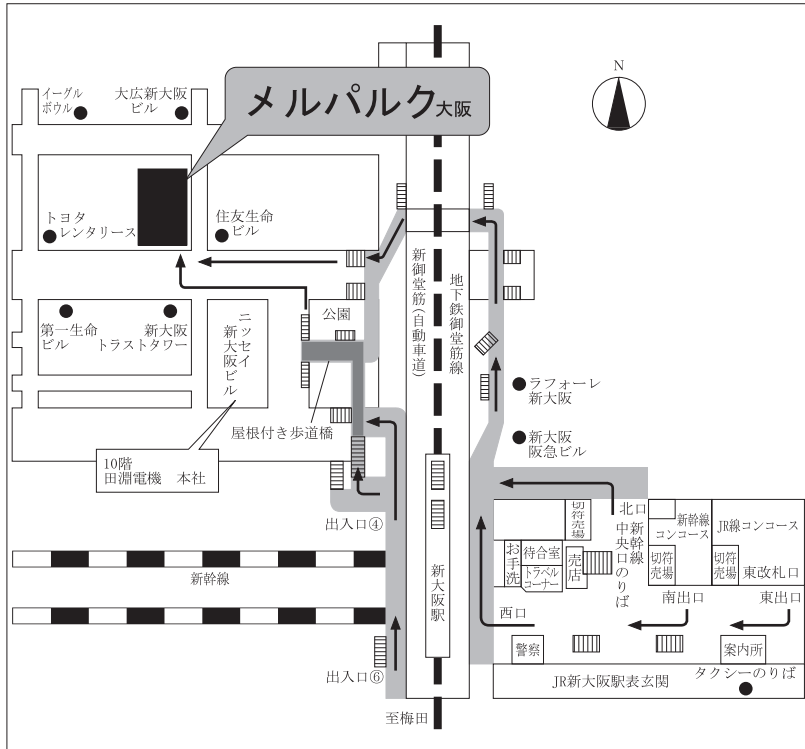 イーグル
ボウル
大広新大阪
ビル
メルパルク大阪
N
トヨタ
レンタリース
住友生命
ビル
新御堂筋(自動車道)
地下鉄御堂筋線
公園
第一生命
ビル
新大阪
トラストタワー
ニッセイ
新大阪ビル
屋根付き歩道橋
ラフォーレ
新大阪
新大阪
阪急ビル
10階
田淵電機 本社
出入口④
新幹線
新大阪駅
出入口⑥
至梅田
北口
切符
売場
新幹線
中央口のりば
新幹線
コンコース
JR線コンコース
お手洗
待合室
トラベル
コーナー
売店
切符
売場
切符
売場
東改札口
西口
南出口
東出口
警察
案内所
タクシーのりば
JR新大阪駅表玄関